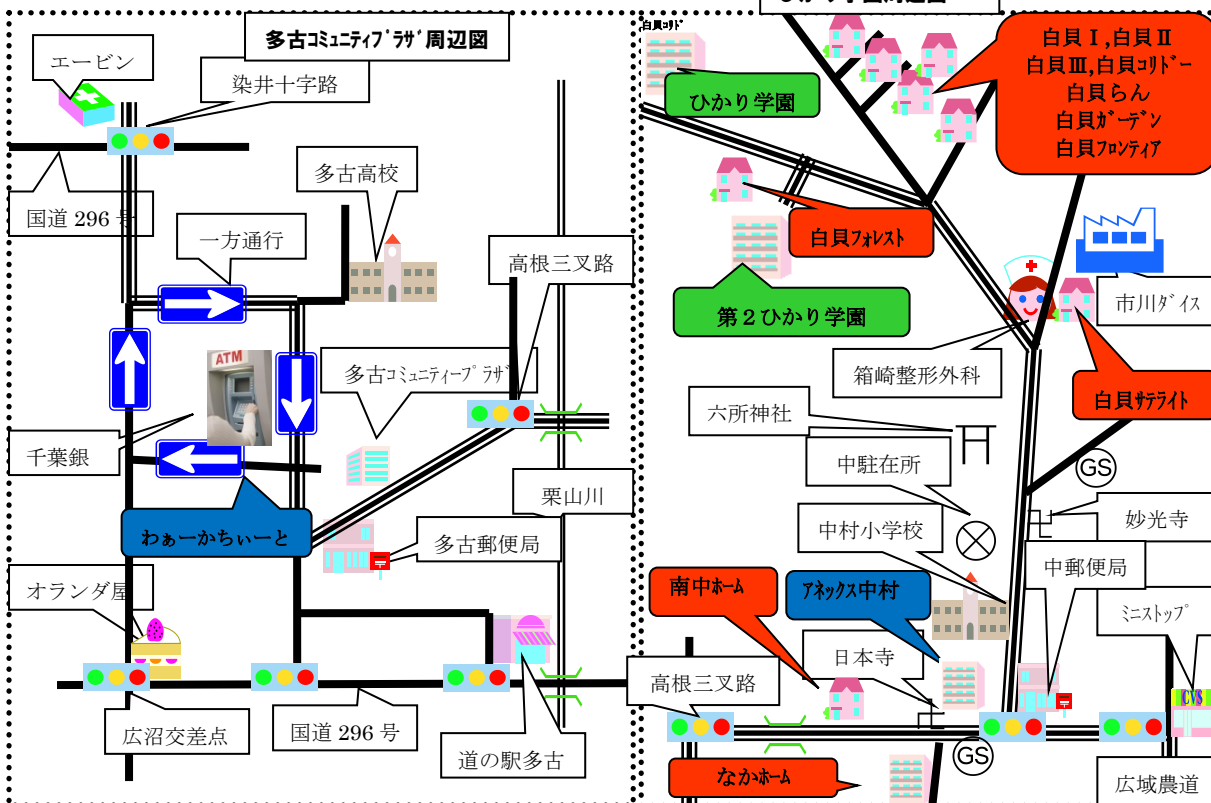 多古ｺﾐｭﾆﾃｨﾌﾟﾗｻﾞ周辺図
エービン
染井十字路
国道 296 号
多古高校
一方通行
高根三叉路
ATM
多古ｺﾐｭﾆﾃｨｰﾌﾟﾗｻﾞ
千葉銀
栗山川
わぁーかちぃーと
多古郵便局
オランダ屋
広沼交差点
国道 296 号
道の駅多古
白貝ｺﾘﾄﾞ
ひかり学園
白貝Ⅰ,白貝Ⅱ
白貝Ⅲ,白貝ｺﾘﾄﾞｰ
白貝らん
白貝ｶﾞｰﾃﾞﾝ
白貝ﾌﾛﾝﾃｨｱ
白貝ﾌｫﾚｽﾄ
第２ひかり学園
市川ﾀﾞｲｽ
箱崎整形外科
白貝ｻﾃﾗｲﾄ
六所神社
中駐在所
GS
妙光寺
中村小学校
中郵便局
南中ホーム
ｱﾈｯｸｽ中村
ﾐﾆｽﾄｯﾌﾟ
日本寺
高根三叉路
CVS
GS
なかホーム
広域農道